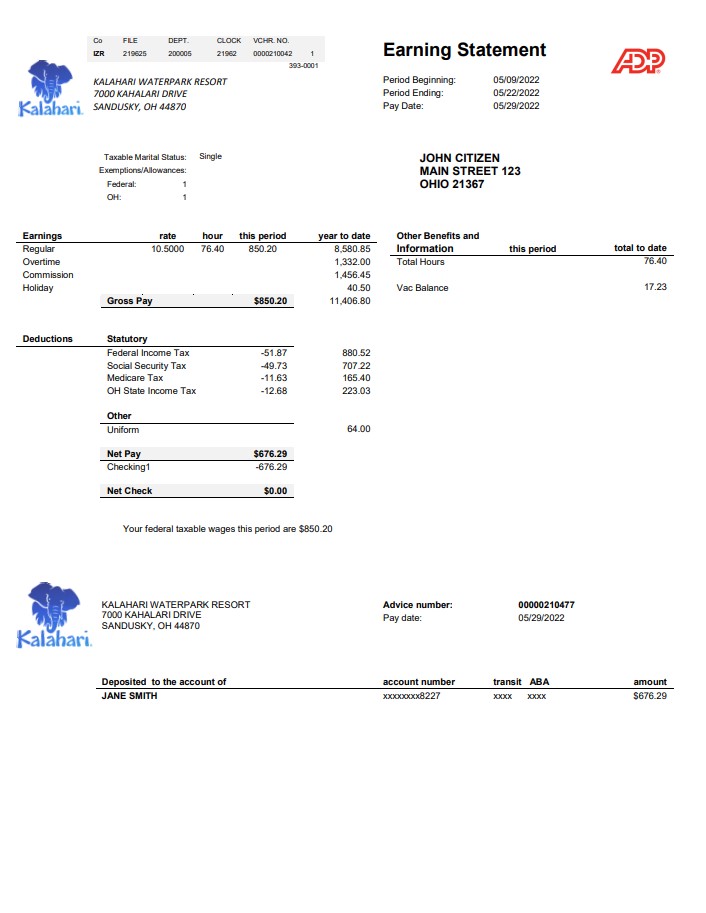 Co FILE DEPT. CLOCK VCHR. NO.
IZR 219625 200005 21962 0000210042 1
393-0001
Kalahari.
KALAHARI WATERPARK RESORT
7000 KAHALARI DRIVE
SANDUSKY, OH 44870
Earning Statement
ADP
Period Beginning: 05/09/2022
Period Ending: 05/22/2022
Pay Date: 05/29/2022
Taxable Marital Status: Single
Exemptions/Allowances:
Federal: 1
OH: 1
JOHN CITIZEN
MAIN STREET 123
OHIO 21367
Earnings rate hour this period year to date
Regular 10.5000 76.40 850.20 8,580.85
Overtime 1,332.00
Commission 1,456.45
Holiday 40.50
Gross Pay $850.20 11,406.80
Other Benefits and
Information this period total to date
Total Hours 76.40
Vac Balance 17.23
Deductions Statutory
Federal Income Tax -51.87 880.52
Social Security Tax -49.73 707.22
Medicare Tax -11.63 165.40
OH State Income Tax -12.68 223.03
Other
Uniform 64.00
Net Pay $676.29
Checking1 -676.29
Net Check $0.00
Your federal taxable wages this period are $850.20
Kalahari.
KALAHARI WATERPARK RESORT
7000 KAHALARI DRIVE
SANDUSKY, OH 44870
Advice number: 00000210477
Pay date: 05/29/2022
Deposited to the account of account number transit ABA amount
JANE SMITH xxxxxxxx8227 xxxx xxxx $676.29